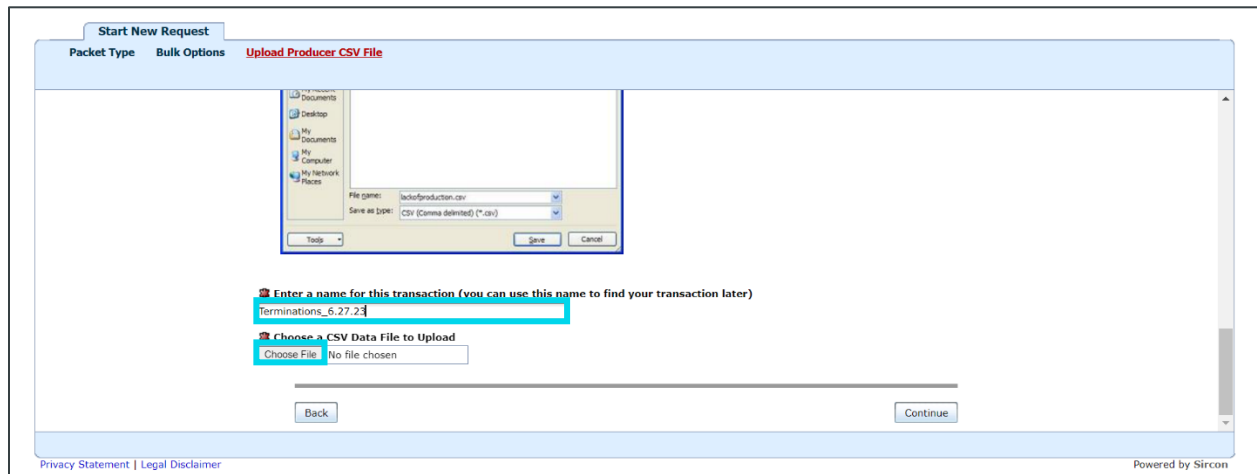 Start New Request
Packet Type Bulk Options Upload Producer CSV File
Documents
Desktop
My
Documents
My
Computer
My Network
Places
File name: lackofproduction.csv
Save as type: CSV (Comma delimited) (*.csv)
Tools Save Cancel
Enter a name for this transaction (you can use this name to find your transaction later)
Terminations_6.27.23
Choose a CSV Data File to Upload
Choose File No file chosen
Back Continue
Privacy Statement | Legal Disclaimer Powered by Sircon